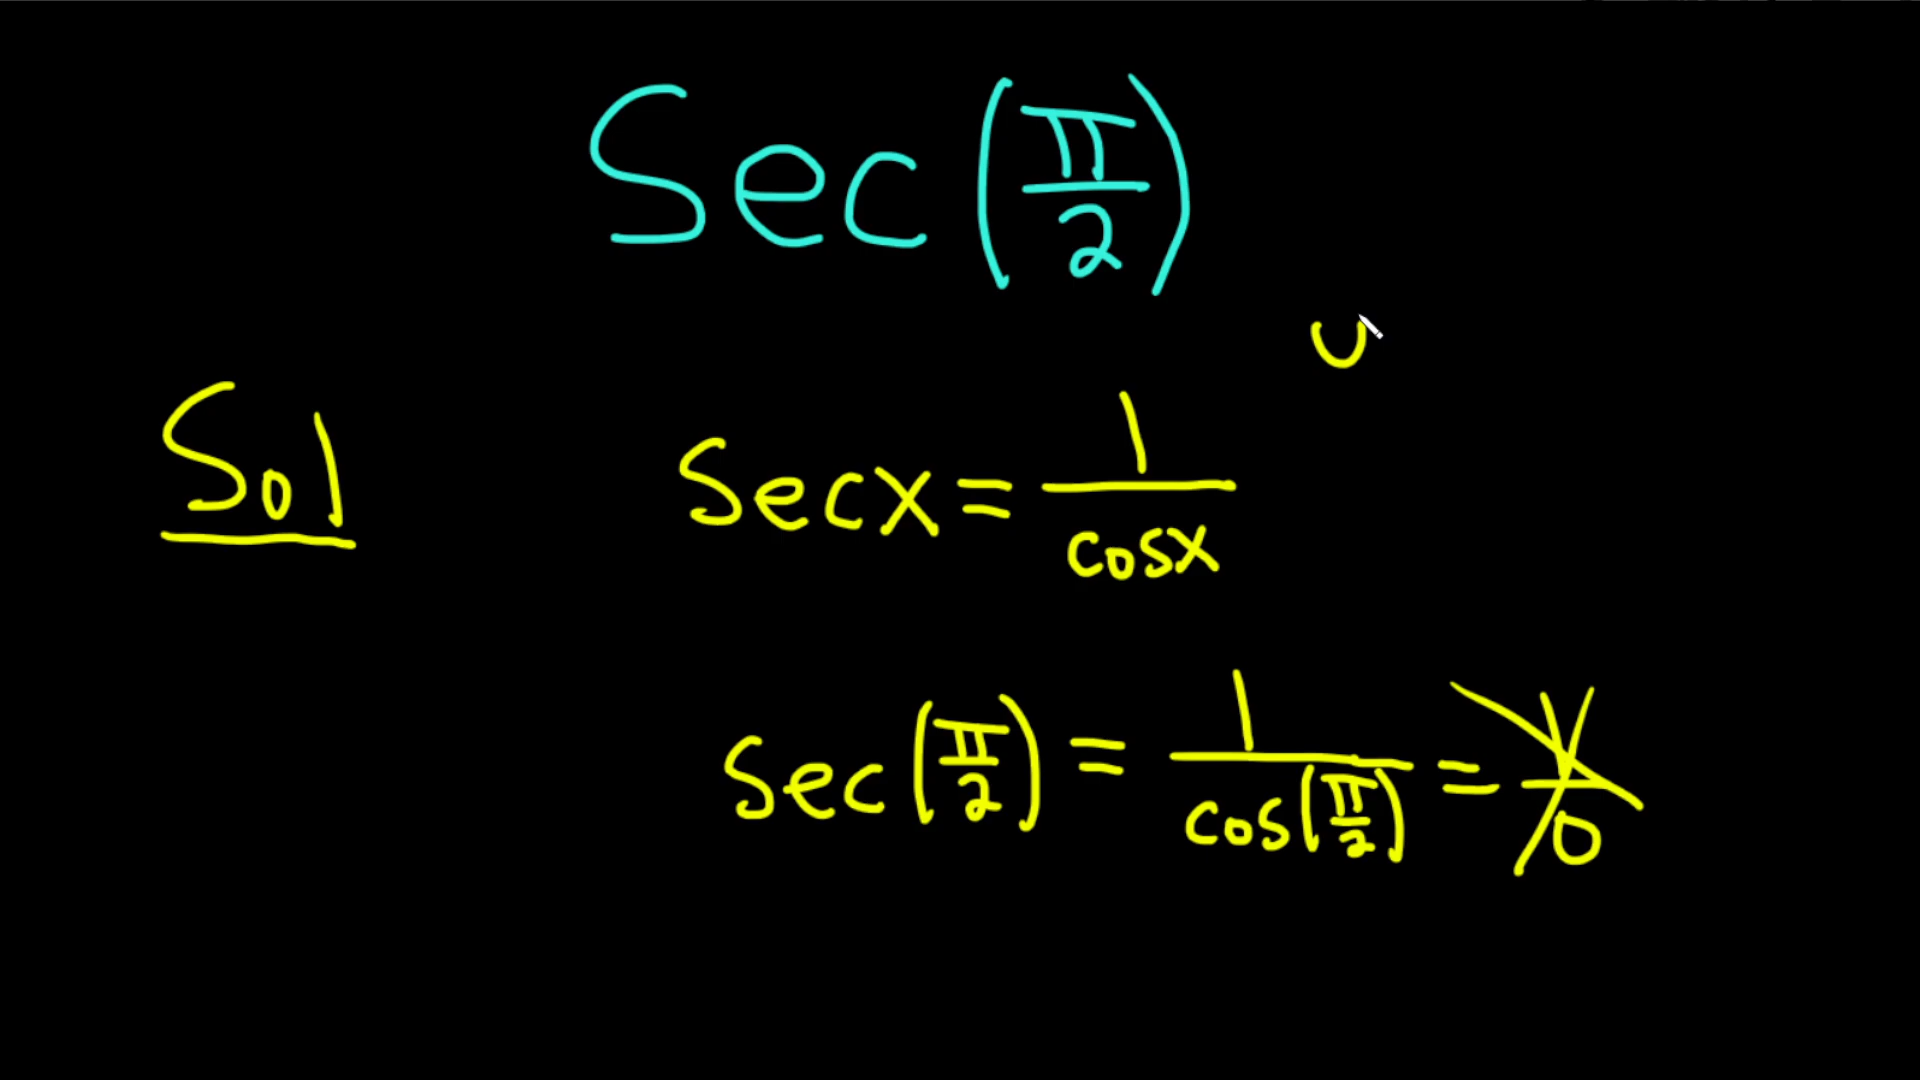 Sec(π/2)
U
Sol
Secx = 1/cosx
Sec(π/2) = 1/cos(π/2) = 1/0